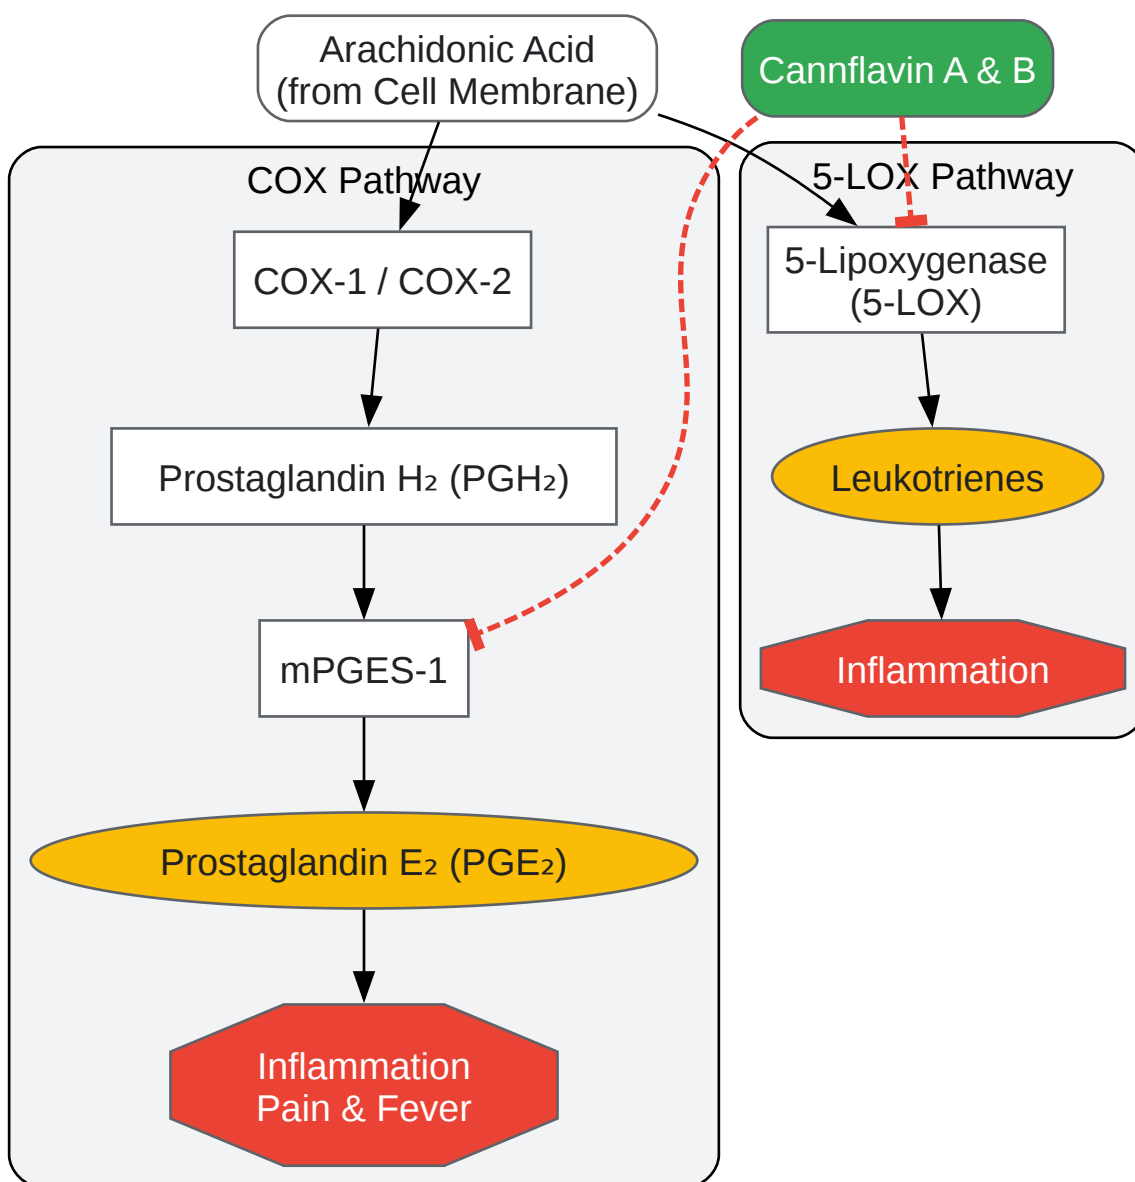 Arachidonic Acid
(from Cell Membrane)
Cannflavin A & B
COX Pathway
5-LOX Pathway
COX-1 / COX-2
5-Lipoxygenase
(5-LOX)
Prostaglandin H₂ (PGH₂)
Leukotrienes
mPGES-1
Inflammation
Prostaglandin E₂ (PGE₂)
Inflammation
Pain & Fever